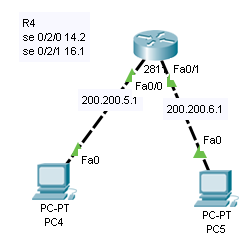 R4
se 0/2/0 14.2
se 0/2/1 16.1
281
Fa0/1
Fa0/0
200.200.5.1
200.200.6.1
Fa0
Fa0
PC-PT
PC4
PC-PT
PC5